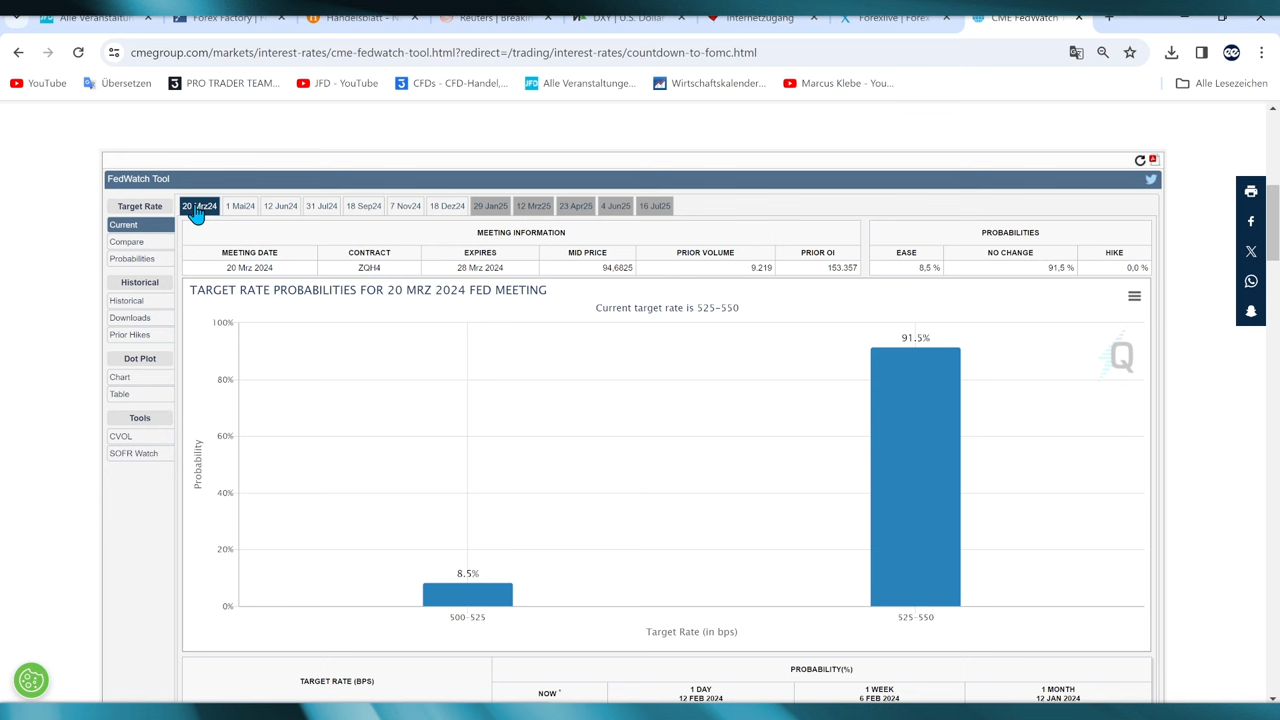 Alle Veranstaltu
Forex Factory
Handelsblatt - N
Reuters | Breakin
DXY | U.S. Dollar
Internetzugang
Forexlive | Forex
CME FedWatch
cmegroup.com/markets/interest-rates/cme-fedwatch-tool.html?redirect=/trading/interest-rates/countdown-to-fomc.html
YouTube
Übersetzen
PRO TRADER TEAM...
JFD - YouTube
CFDs - CFD-Handel,...
Alle Veranstaltunge...
Wirtschaftskalender...
Marcus Klebe - You...
Alle Lesezeichen
FedWatch Tool
Target Rate
Current
Compare
Probabilities
Historical
Historical
Downloads
Prior Hikes
Dot Plot
Chart
Table
Tools
CVOL
SOFR Watch
20 Mrz24 1 Mai24 12 Jun24 31 Jul24 18 Sep24 7 Nov24 18 Dez24 29 Jan25 12 Mrz25 23 Apr25 4 Jun25 16 Jul25
MEETING INFORMATION
MEETING DATE CONTRACT EXPIRES MID PRICE PRIOR VOLUME PRIOR OI
20 Mrz 2024 ZQH4 28 Mrz 2024 94,6825 9.219 153.357
PROBABILITIES
EASE NO CHANGE HIKE
8,5 % 91,5 % 0,0 %
TARGET RATE PROBABILITIES FOR 20 MRZ 2024 FED MEETING
Current target rate is 525-550
100%
80%
60%
40%
20%
0%
Probability
91.5%
8.5%
500-525
525-550
Target Rate (in bps)
Q
TARGET RATE (BPS)
PROBABILITY(%)
NOW *
1 DAY
12 FEB 2024
1 WEEK
6 FEB 2024
1 MONTH
12 JAN 2024